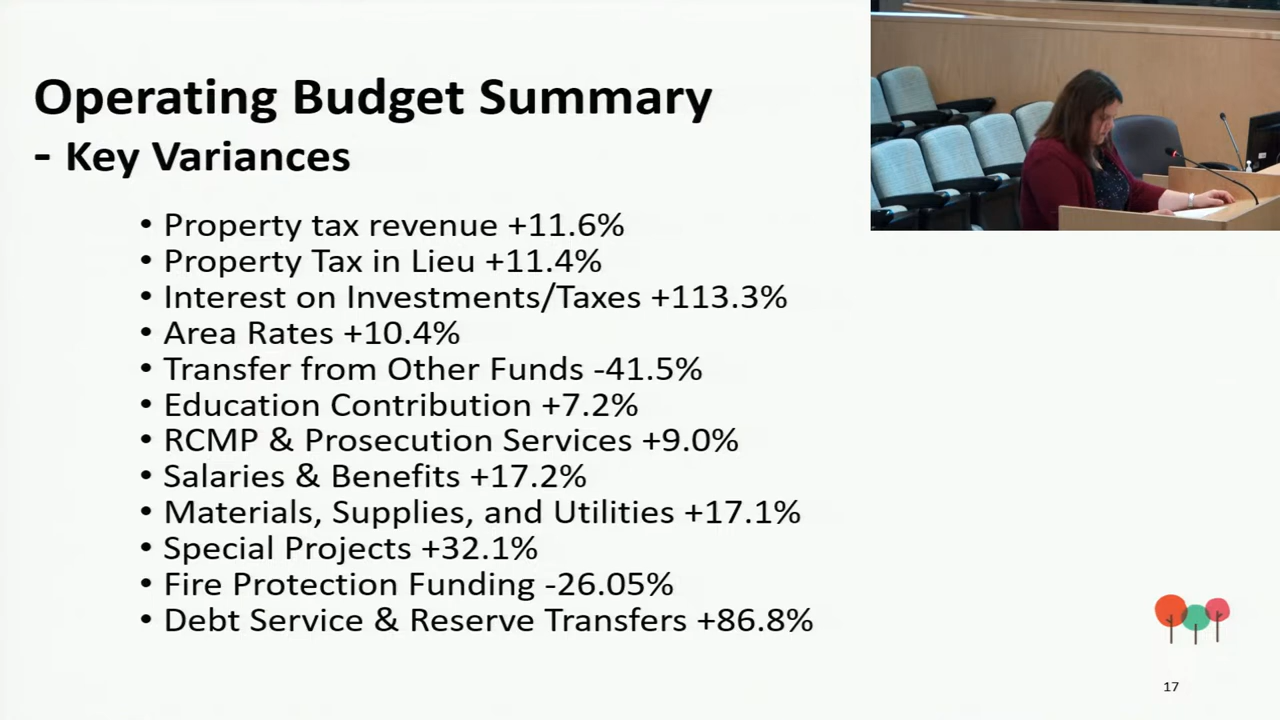 Operating Budget Summary
- Key Variances
• Property tax revenue +11.6%
• Property Tax in Lieu +11.4%
• Interest on Investments/Taxes +113.3%
• Area Rates +10.4%
• Transfer from Other Funds -41.5%
• Education Contribution +7.2%
• RCMP & Prosecution Services +9.0%
• Salaries & Benefits +17.2%
• Materials, Supplies, and Utilities +17.1%
• Special Projects +32.1%
• Fire Protection Funding -26.05%
• Debt Service & Reserve Transfers +86.8%
17